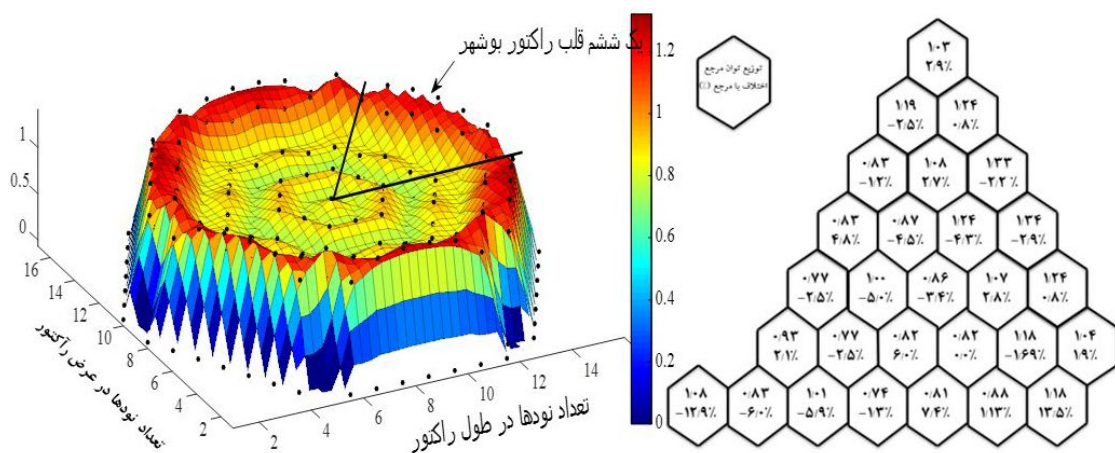 یک ششم قلب راکتور بوشهر
1
0.5
0
16
14
12
10
8
6
4
2
تعداد نودها در عرض رآکتور
2
4
6
8
10
12
14
تعداد نودها در طول راکتور
1.2
1
0.8
0.6
0.4
0.2
0
توزیع توان مرجع
اختلاف با مرجع (٪)
۱/۰۳
۲/۹٪
۱/۱۹ ۱/۲۴
-۲/۵٪ ۰/۸٪
۰/۸۳ ۱/۰۸ ۱/۳۳
-۱۲٪ ۲/۷٪ -۲/۲٪
۰/۸۳ ۰/۸۷ ۱/۲۴ ۱/۳۴
۴/۸٪ -۴/۵٪ -۴/۳٪ -۲/۹٪
۰/۷۷ ۱/۰۰ ۰/۸۶ ۱/۰۷ ۱/۲۴
-۲/۵٪ -۵/۰٪ -۳/۴٪ ۲/۸٪ ۰/۸٪
۰/۹۳ ۰/۷۷ ۰/۸۲ ۰/۸۲ ۱/۱۸ ۱/۰۴
۲/۱٪ -۲/۵٪ ۶/۰٪ ۰/۰٪ -۱/۶۹٪ ۱/۹٪
۱/۰۸ ۰/۸۳ ۱/۰۱ ۰/۷۴ ۰/۸۱ ۰/۸۸ ۱/۱۸
-۱۲/۹٪ -۶/۰٪ -۵/۹٪ -۱۳٪ ۷/۴٪ ۱/۱۳٪ ۱۳/۵٪